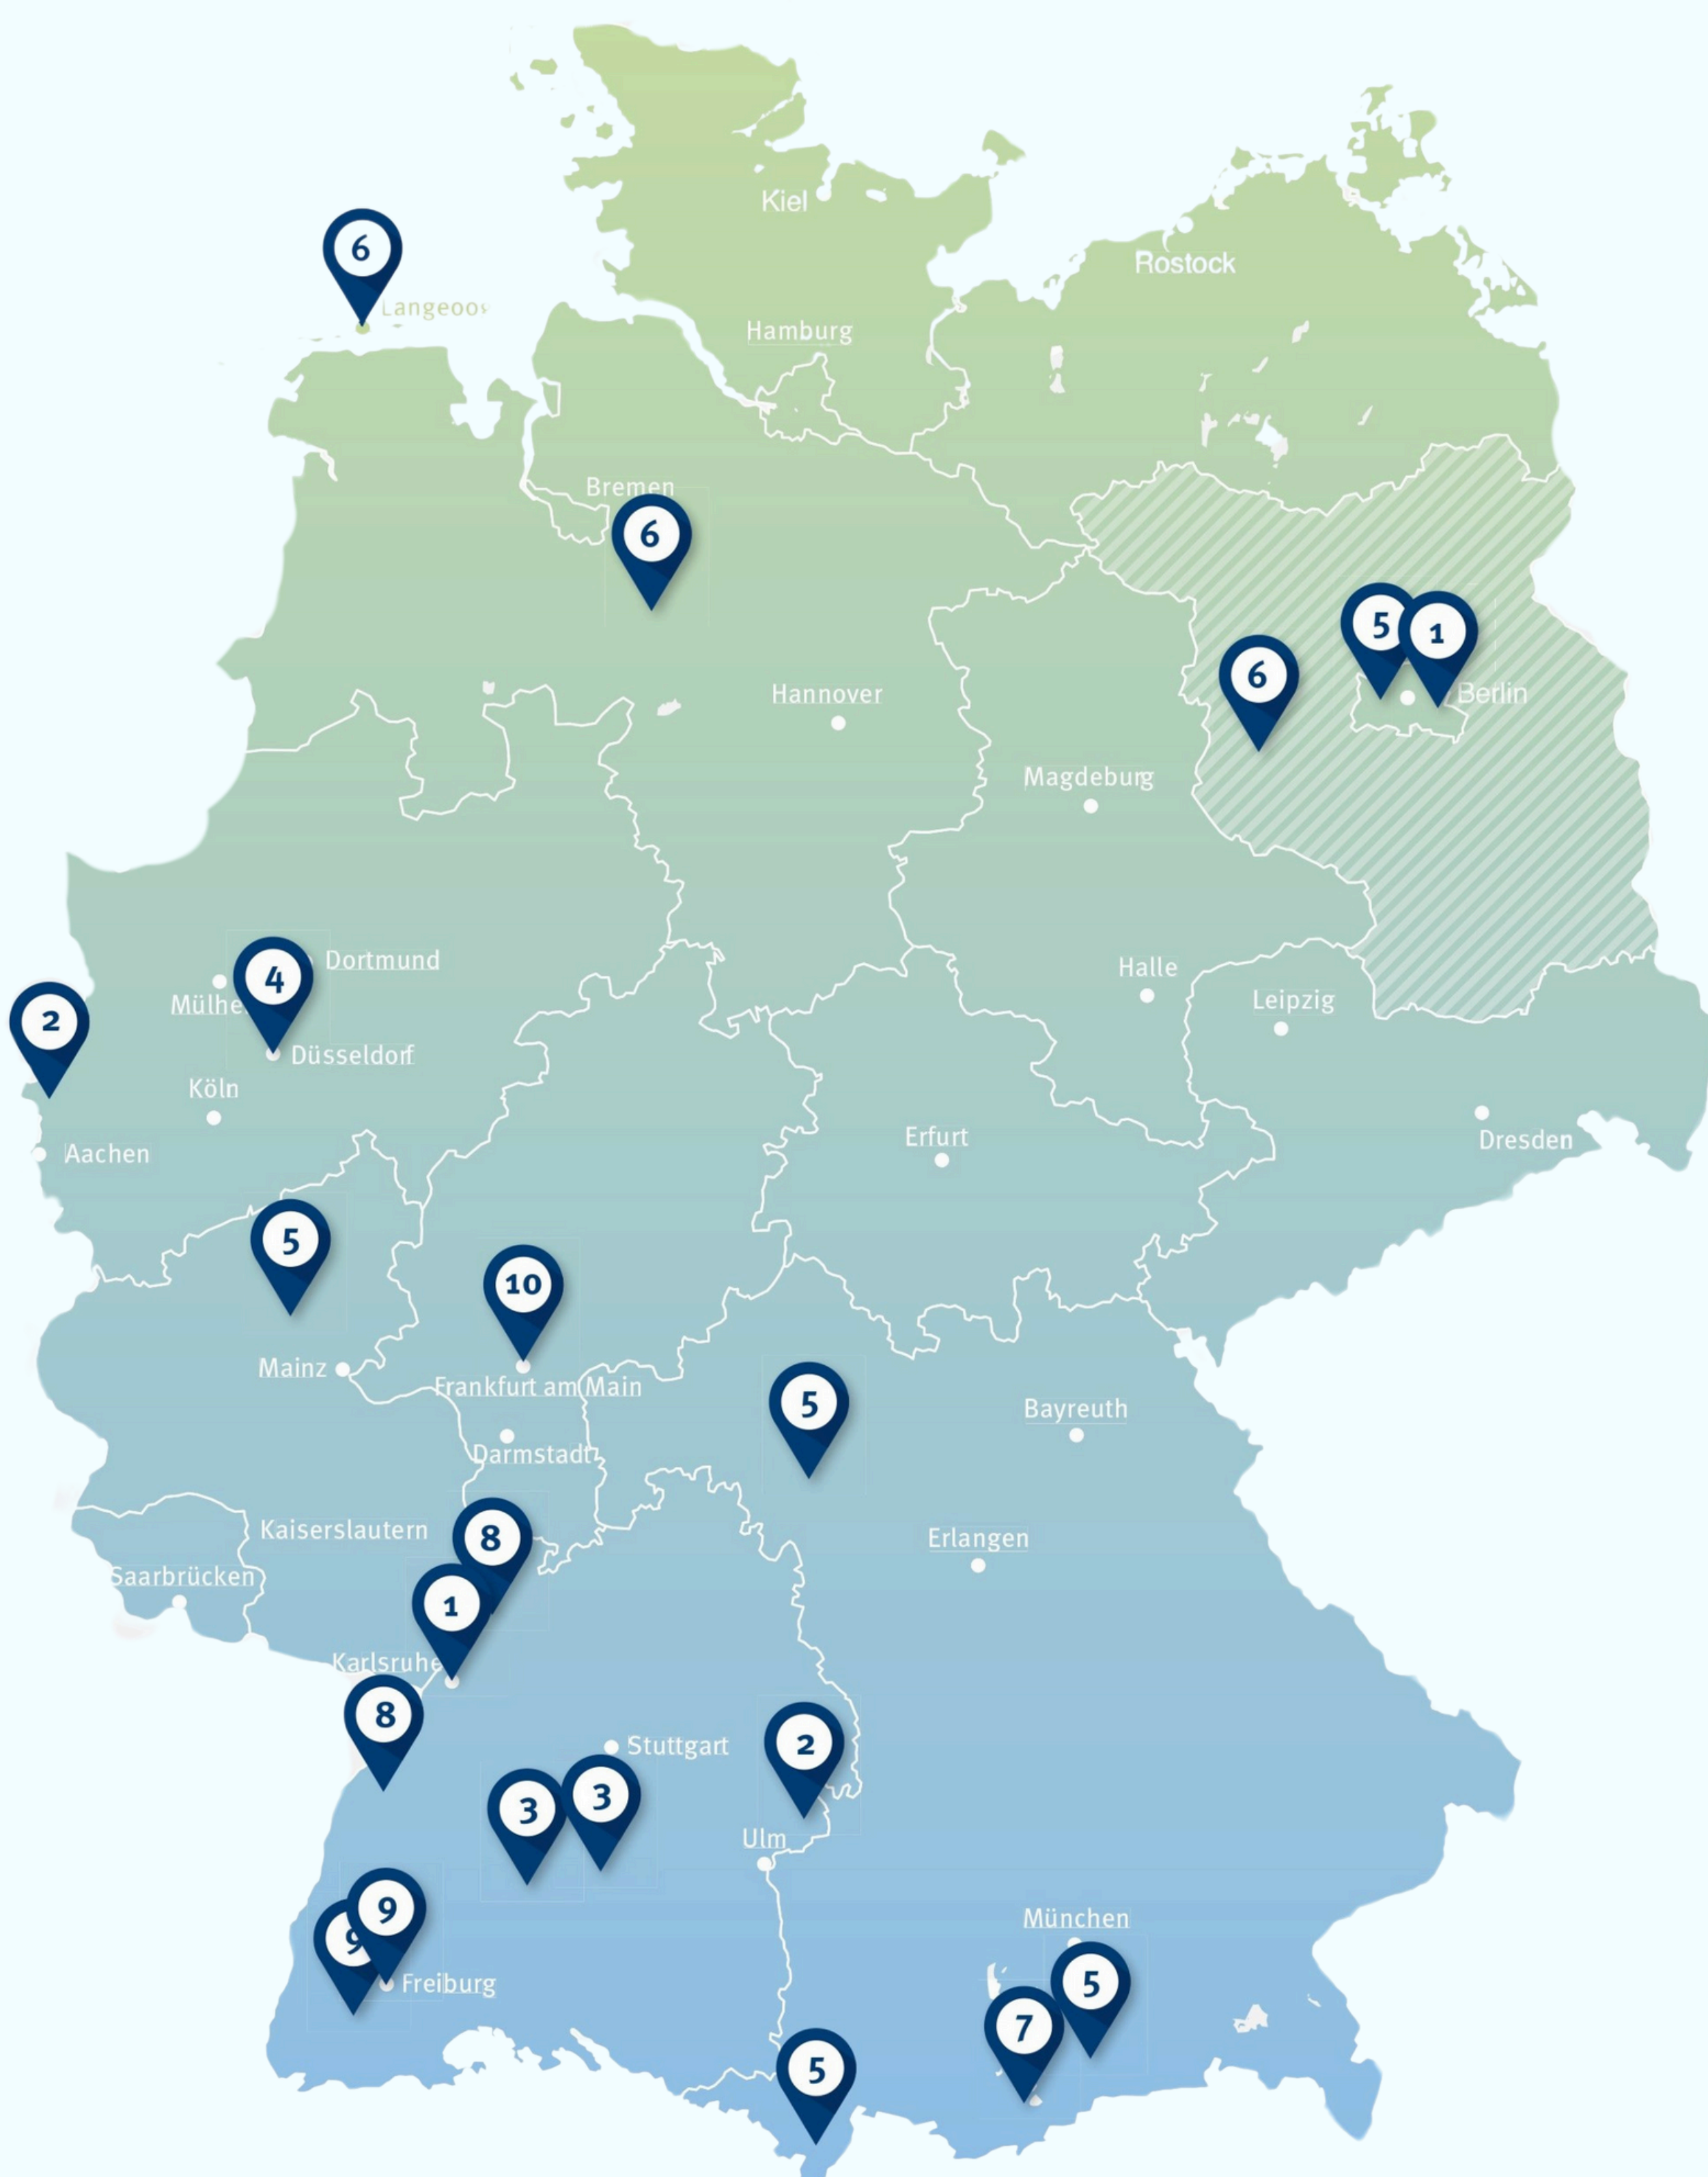 Kiel
6
Rostock
Langeoo
Hamburg
Bremen
6
5
1
6
Hannover
Berlin
Magdeburg
4
Dortmund
Halle
Mülhe
2
Leipzig
Düsseldorf
Köln
Dresden
Erfurt
Aachen
5
10
Mainz
Frankfurt am Main
5
Bayreuth
Darmstadt
Kaiserslautern
8
Erlangen
Saarbrücken
1
Karlsruhe
8
Stuttgart
2
3
3
Ulm
9
9
München
Freiburg
5
7
5